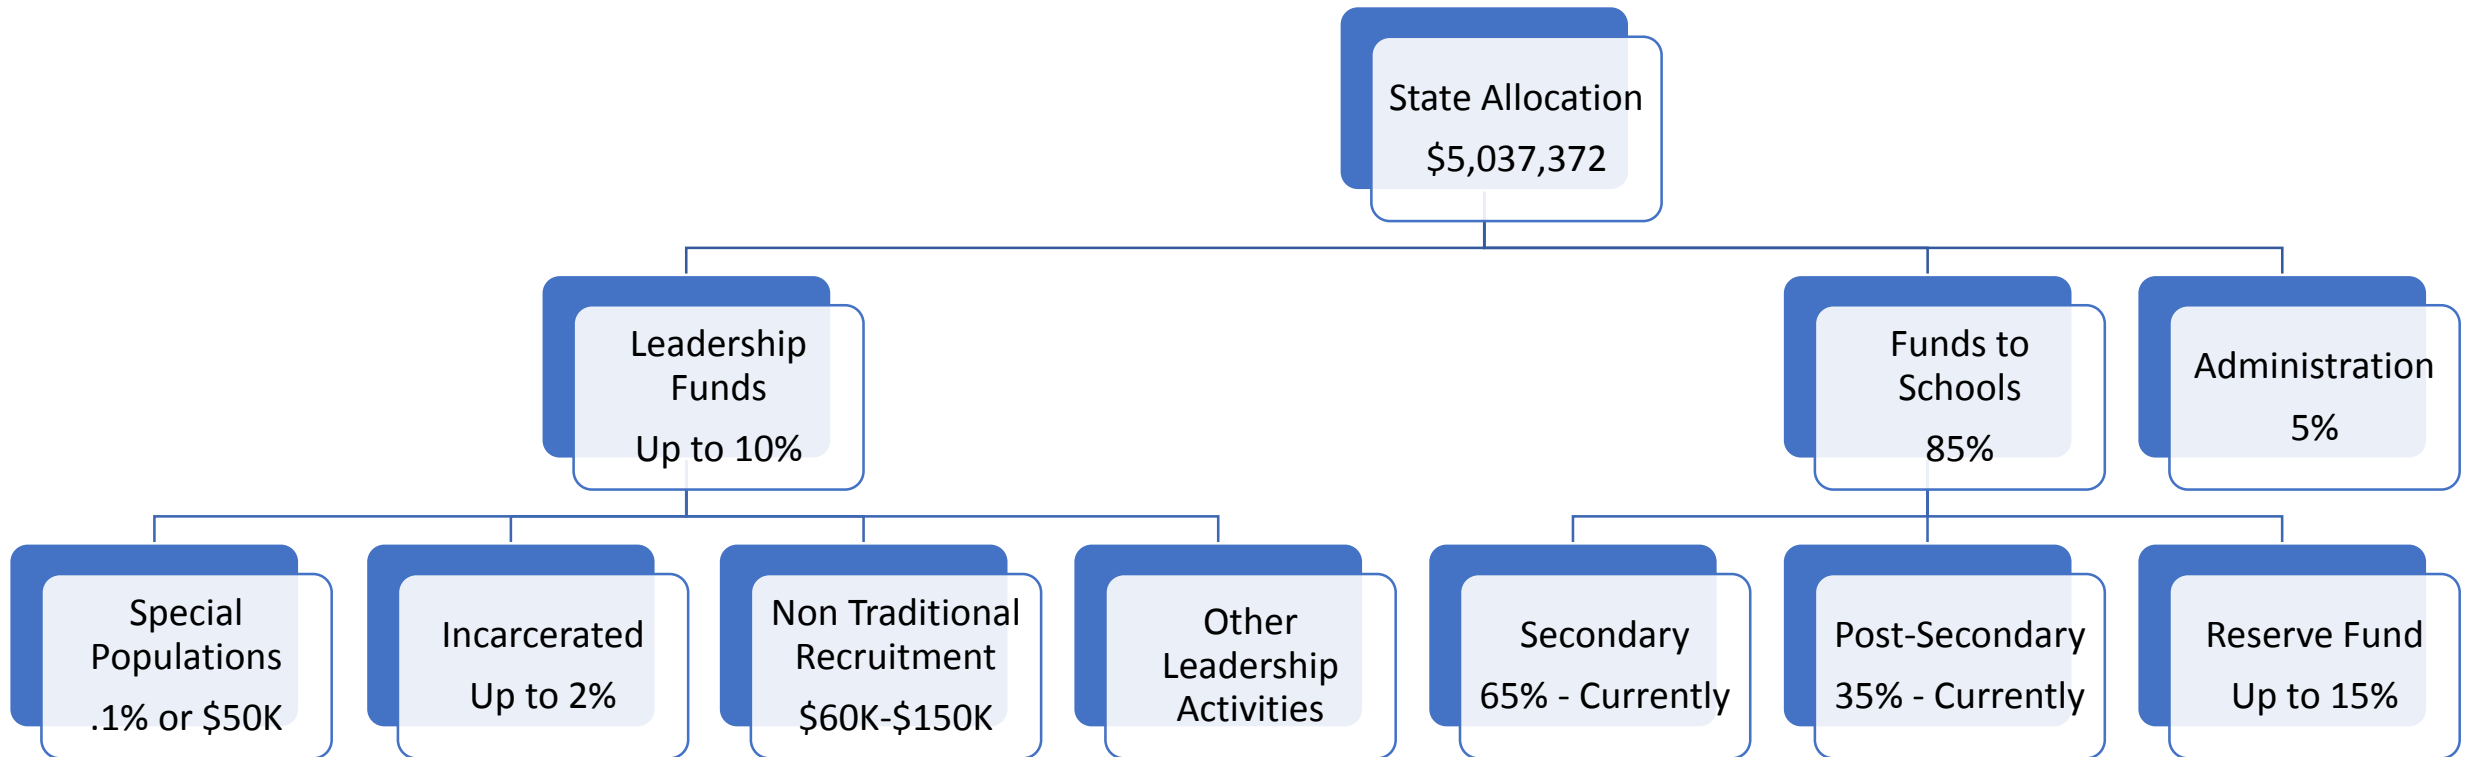 State Allocation
$5,037,372
Leadership
Funds
Up to 10%
Funds to
Schools
85%
Administration
5%
Special
Populations
.1% or $50K
Incarcerated
Up to 2%
Non Traditional
Recruitment
$60K-$150K
Other
Leadership
Activities
Secondary
65% - Currently
Post-Secondary
35% - Currently
Reserve Fund
Up to 15%